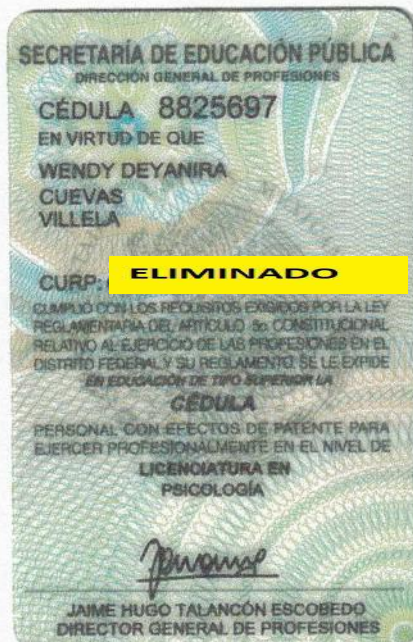 SECRETARÍA DE EDUCACIÓN PÚBLICA
DIRECCIÓN GENERAL DE PROFESIONES
CÉDULA 8825697
EN VIRTUD DE QUE
WENDY DEYANIRA
CUEVAS
VILLELA
CURP: ELIMINADO
CUMPLIÓ CON LOS REQUISITOS EXIGIDOS POR LA LEY
REGLAMENTARIA DEL ARTÍCULO 5o. CONSTITUCIONAL
RELATIVO AL EJERCICIO DE LAS PROFESIONES EN EL
DISTRITO FEDERAL Y SU REGLAMENTO SE LE EXPIDE
EN EDUCACIÓN DE TIPO SUPERIOR LA
CÉDULA
PERSONAL CON EFECTOS DE PATENTE PARA
EJERCER PROFESIONALMENTE EN EL NIVEL DE
LICENCIATURA EN
PSICOLOGÍA
JAIME HUGO TALANCÓN ESCOBEDO
DIRECTOR GENERAL DE PROFESIONES